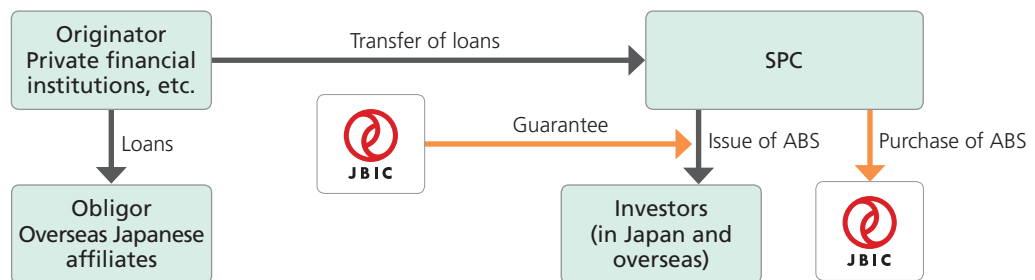 Originator
Private financial
institutions, etc.
Transfer of loans
SPC
Loans
JBIC
Guarantee
Issue of ABS
Purchase of ABS
Obligor
Overseas Japanese
affiliates
Investors
(in Japan and
overseas)
JBIC